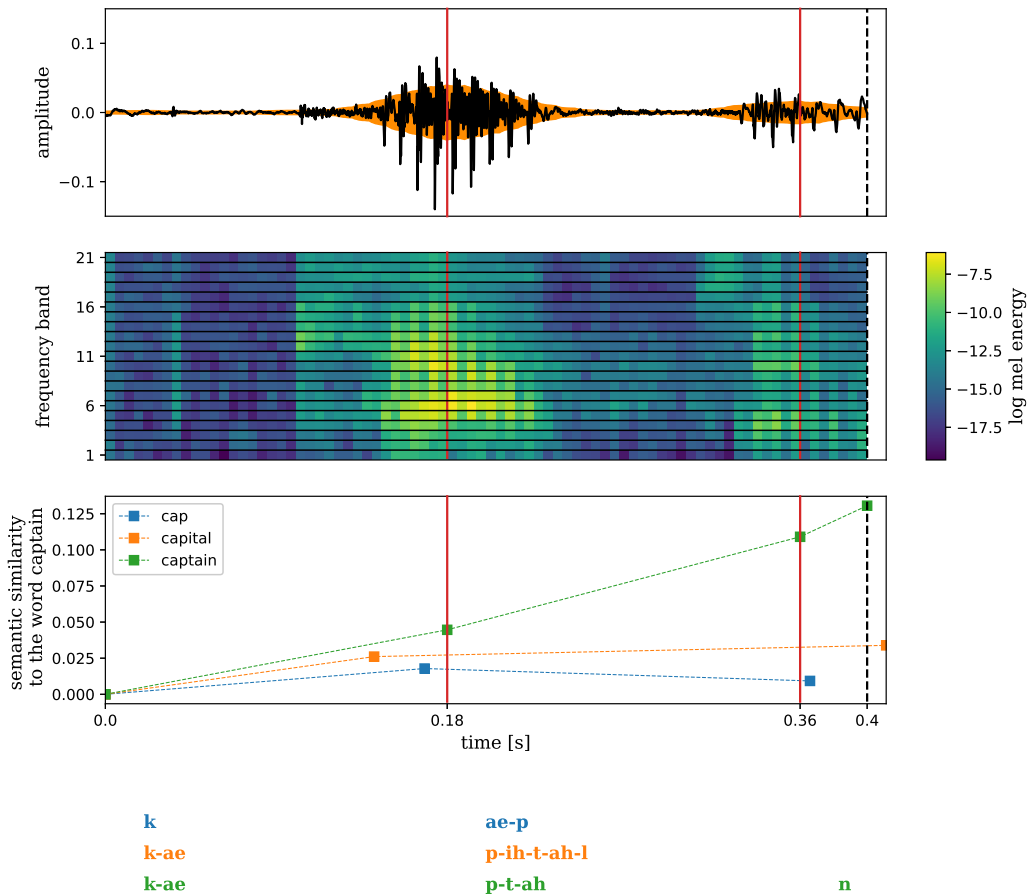 0.1
0.0
−0.1
amplitude
21
16
11
6
1
frequency band
−7.5
−10.0
−12.5
−15.0
−17.5
log mel energy
0.125
0.100
0.075
0.050
0.025
0.000
semantic similarity
to the word captain
cap
capital
captain
0.0 0.18 0.36 0.4
time [s]
k ae-p
k-ae p-ih-t-ah-l
k-ae p-t-ah n